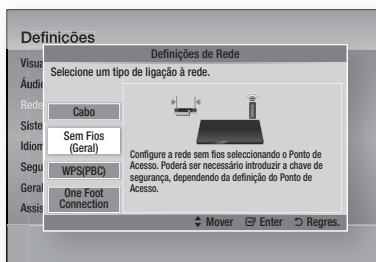 Definições
Definições de Rede
Selecione um tipo de ligação à rede.
Visua
Áudio
Rede
Siste
Idiom
Segu
Geral
Assis
Cabo
Sem Fios
(Geral)
WPS(PBC)
One Foot
Connection
Configure a rede sem fios seleccionando o Ponto de
Acesso. Poderá ser necessário introduzir a chave de
segurança, dependendo da definição do Ponto de
Acesso.
Mover Enter Regres.